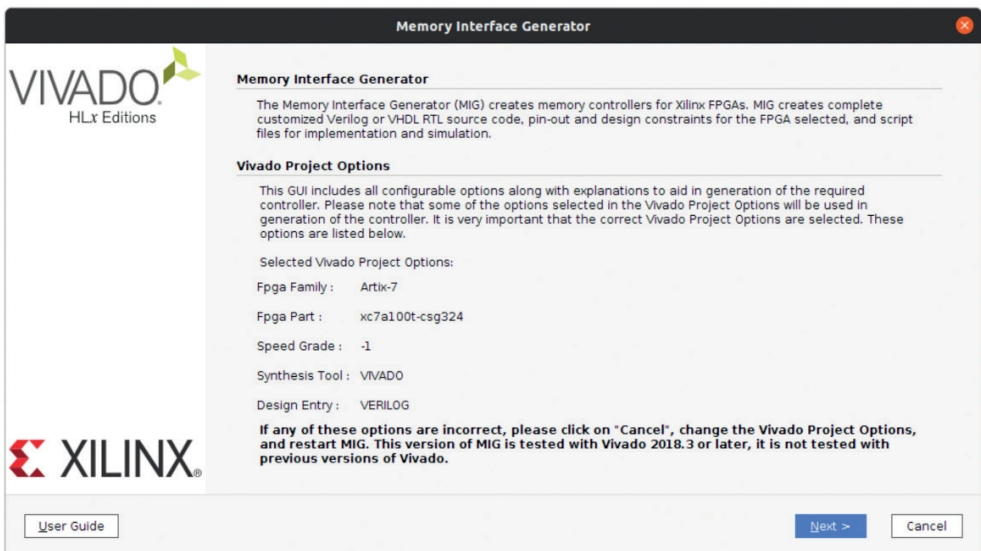 Memory Interface Generator
VIVADO.
HLx Editions
Memory Interface Generator
The Memory Interface Generator (MIG) creates memory controllers for Xilinx FPGAs. MIG creates complete
customized Verilog or VHDL RTL source code, pin-out and design constraints for the FPGA selected, and script
files for implementation and simulation.
Vivado Project Options
This GUI includes all configurable options along with explanations to aid in generation of the required
controller. Please note that some of the options selected in the Vivado Project Options will be used in
generation of the controller. It is very important that the correct Vivado Project Options are selected. These
options are listed below.
Selected Vivado Project Options:
Fpga Family : Artix-7
Fpga Part : xc7a100t-csg324
Speed Grade : -1
Synthesis Tool : VIVADO
Design Entry : VERILOG
If any of these options are incorrect, please click on "Cancel", change the Vivado Project Options,
and restart MIG. This version of MIG is tested with Vivado 2018.3 or later, it is not tested with
previous versions of Vivado.
XILINX®
User Guide
Next >
Cancel